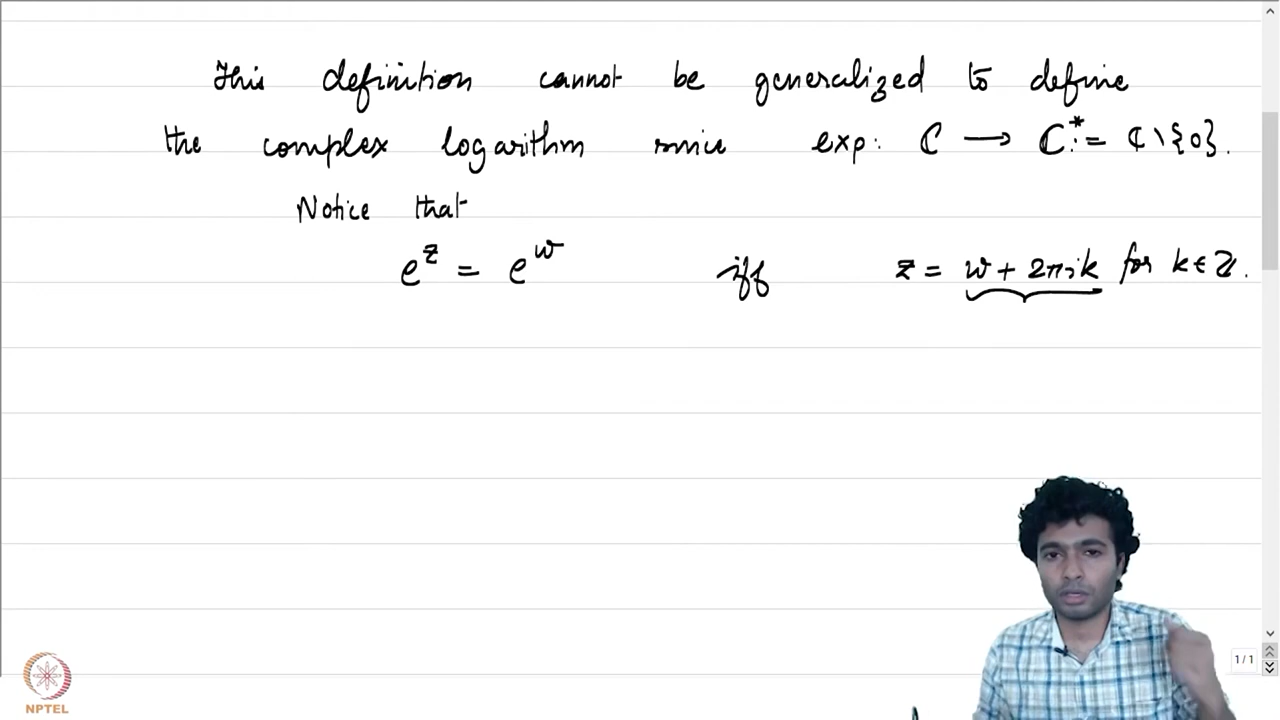 This definition cannot be generalized to define
the complex logarithm since exp: ℂ ⟶ ℂ* := ℂ \ {0}.
Notice that
e^z = e^w iff z = w + 2πik for k ∈ ℤ.
1/1
NPTEL